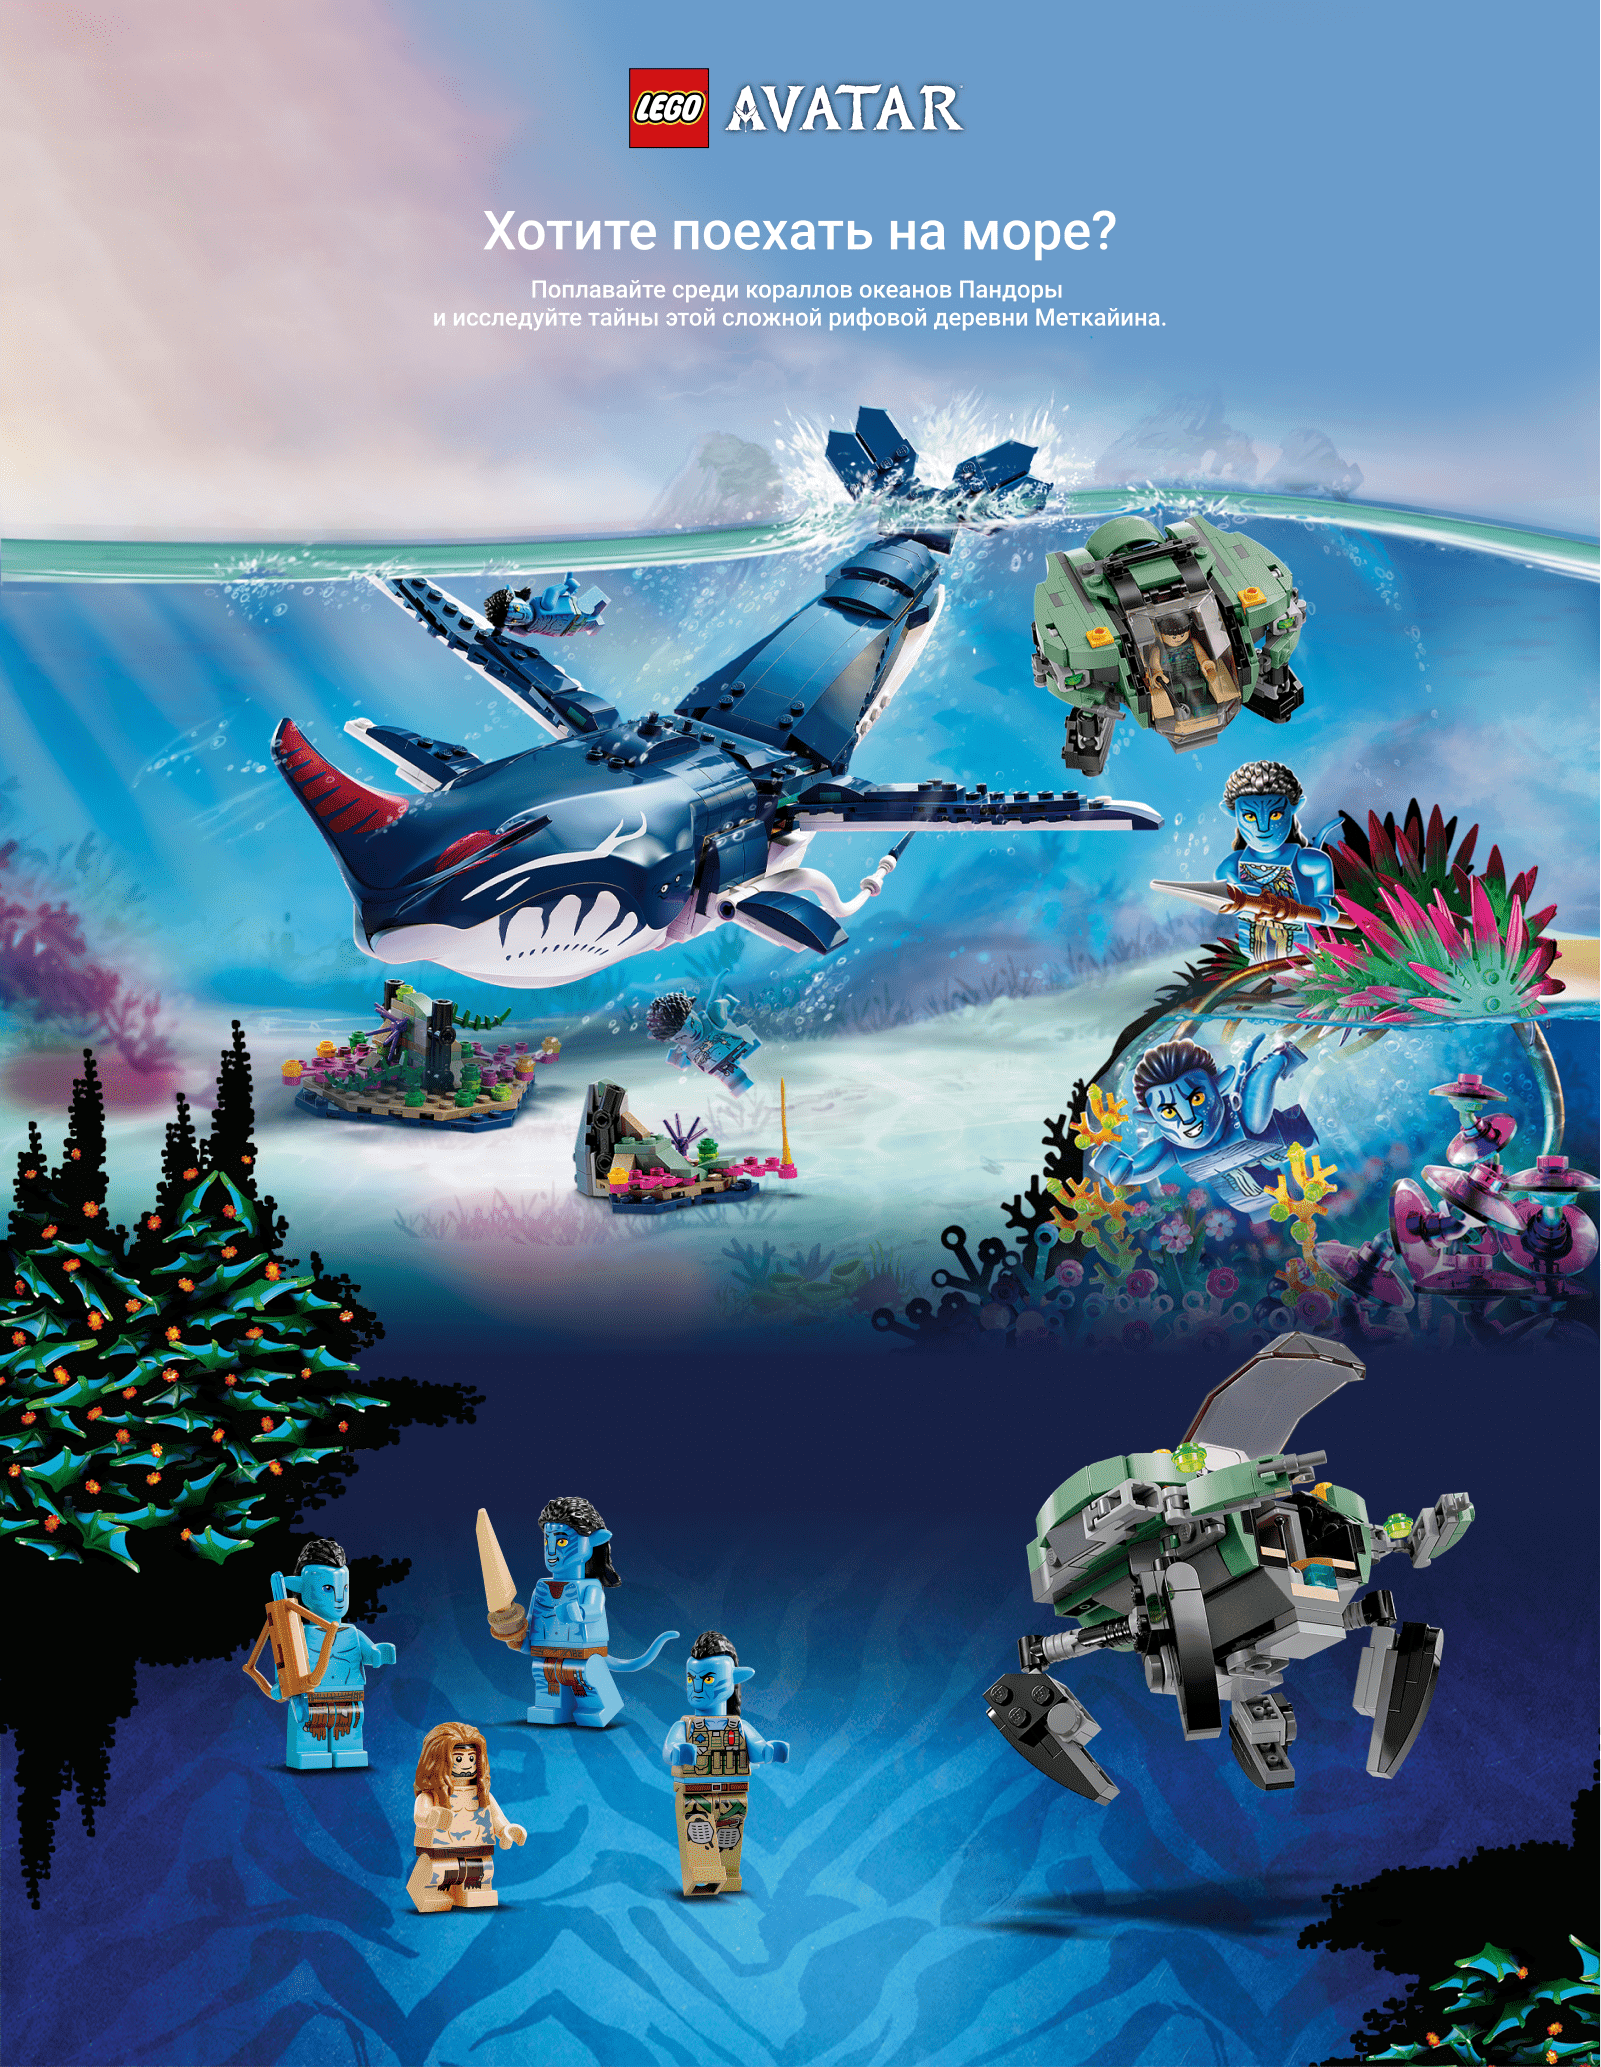 LEGO AVATAR
Хотите поехать на море?
Поплавайте среди кораллов океанов Пандоры
и исследуйте тайны этой сложной рифовой деревни Меткайина.